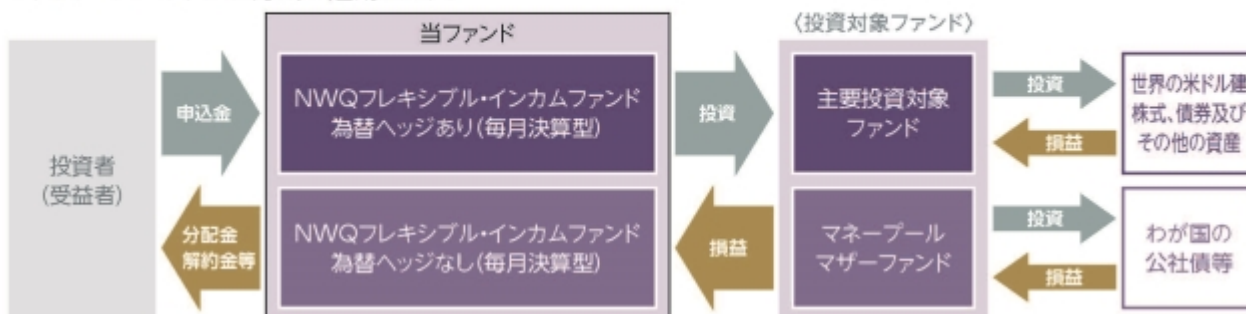 当ファンド
〈投資対象ファンド〉
投資者
(受益者)
申込金
分配金
解約金等
NWQフレキシブル・インカムファンド
為替ヘッジあり(毎月決算型)
NWQフレキシブル・インカムファンド
為替ヘッジなし(毎月決算型)
投資
損益
主要投資対象
ファンド
マネープール
マザーファンド
投資
損益
投資
損益
世界の米ドル建
株式、債券及び
その他の資産
わが国の
公社債等